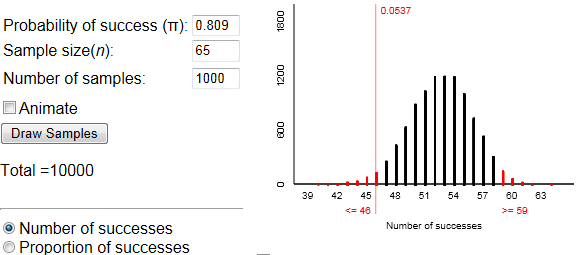 Probability of success (π): 0.809
Sample size(n): 65
Number of samples: 1000
Animate
Draw Samples
Total =10000
Number of successes
Proportion of successes
0.0537
1800
1200
600
0
39 42 45 48 51 54 57 60 63
<= 46 >= 59
Number of successes